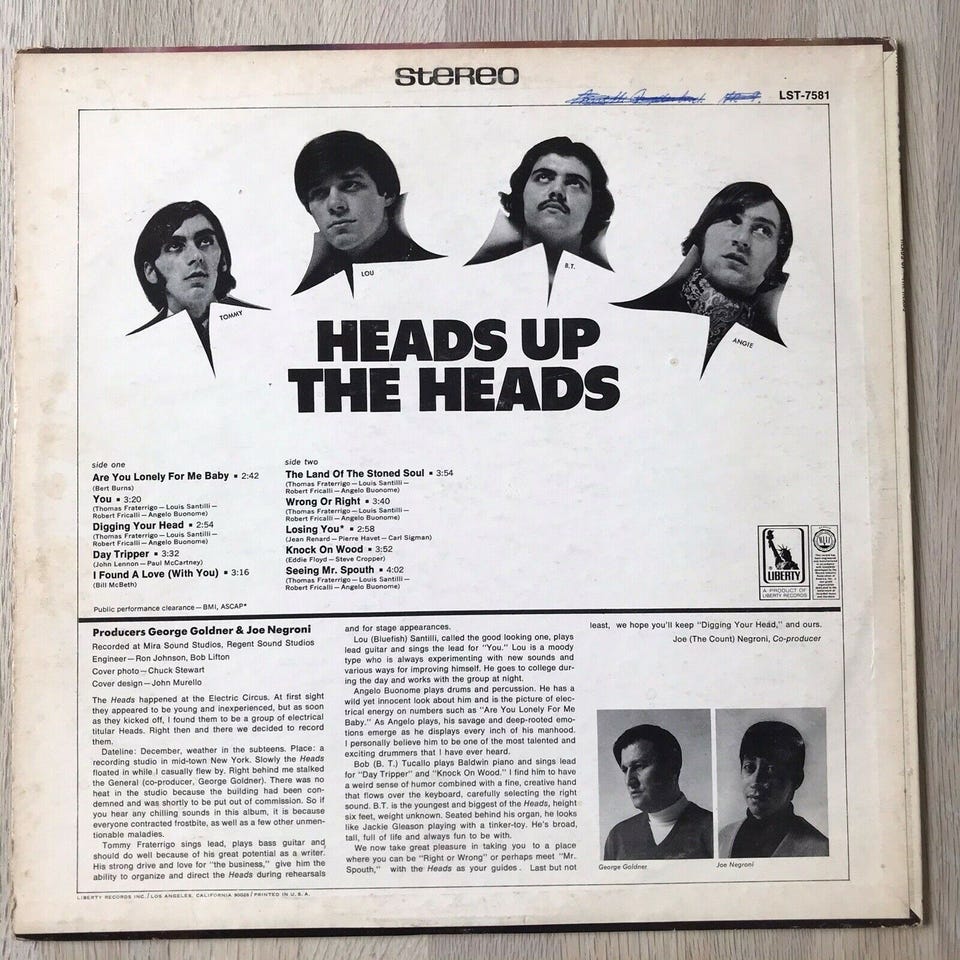 STEREO
LST-7581
TOMMY
LOU
B.T.
ANGIE
HEADS UP
THE HEADS
side one
Are You Lonely For Me Baby ▪ 2:42
(Bert Burns)
You ▪ 3:20
(Thomas Fraterrigo—Louis Santilli—
Robert Fricalli—Angelo Buonome)
Digging Your Head ▪ 2:54
(Thomas Fraterrigo—Louis Santilli—
Robert Fricalli—Angelo Buonome)
Day Tripper ▪ 3:32
(John Lennon—Paul McCartney)
I Found A Love (With You) ▪ 3:16
(Bill McBeth)
Public performance clearance—BMI, ASCAP*
side two
The Land Of The Stoned Soul ▪ 3:54
(Thomas Fraterrigo—Louis Santilli—
Robert Fricalli—Angelo Buonome)
Wrong Or Right ▪ 3:40
(Thomas Fraterrigo—Louis Santilli—
Robert Fricalli—Angelo Buonome)
Losing You* ▪ 2:58
(Jean Renard—Pierre Havet—Carl Sigman)
Knock On Wood ▪ 3:52
(Eddie Floyd—Steve Cropper)
Seeing Mr. Spouth ▪ 4:02
(Thomas Fraterrigo—Louis Santilli—
Robert Fricalli—Angelo Buonome)
LIBERTY
A PRODUCT OF
LIBERTY RECORDS
Producers George Goldner & Joe Negroni
Recorded at Mira Sound Studios, Regent Sound Studios
Engineer—Ron Johnson, Bob Lifton
Cover photo—Chuck Stewart
Cover design—John Murello
The Heads happened at the Electric Circus. At first sight
they appeared to be young and inexperienced, but as soon
as they kicked off, I found them to be a group of electrical
titular Heads. Right then and there we decided to record
them.
Dateline: December, weather in the subteens. Place: a
recording studio in mid-town New York. Slowly the Heads
floated in while I casually flew by. Right behind me stalked
the General (co-producer, George Goldner). There was no
heat in the studio because the building had been con-
demned and was shortly to be put out of commission. So if
you hear any chilling sounds in this album, it is because
everyone contracted frostbite, as well as a few other unmen-
tionable maladies.
Tommy Fraterrigo sings lead, plays bass guitar and
should do well because of his great potential as a writer.
His strong drive and love for "the business," give him the
ability to organize and direct the Heads during rehearsals
and for stage appearances.
Lou (Bluefish) Santilli, called the good looking one, plays
lead guitar and sings the lead for "You." Lou is a moody
type who is always experimenting with new sounds and
various ways for improving himself. He goes to college dur-
ing the day and works with the group at night.
Angelo Buonome plays drums and percussion. He has a
wild yet innocent look about him and is the picture of elec-
trical energy on numbers such as "Are You Lonely For Me
Baby." As Angelo plays, his savage and deep-rooted emo-
tions emerge as he displays every inch of his manhood.
I personally believe him to be one of the most talented and
exciting drummers that I have ever heard.
Bob (B. T.) Tucallo plays Baldwin piano and sings lead
for "Day Tripper" and "Knock On Wood." I find him to have
a weird sense of humor combined with a fine, creative hand
that flows over the keyboard, carefully selecting the right
sound. B.T. is the youngest and biggest of the Heads, height
six feet, weight unknown. Seated behind his organ, he looks
like Jackie Gleason playing with a tinker-toy. He's broad,
tall, full of life and always fun to be with.
We now take great pleasure in taking you to a place
where you can be "Right or Wrong" or perhaps meet "Mr.
Spouth," with the Heads as your guides. Last but not
least, we hope you'll keep "Digging Your Head," and ours.
Joe (The Count) Negroni, Co-producer
George Goldner
Joe Negroni
LIBERTY RECORDS INC./LOS ANGELES, CALIFORNIA 90028/PRINTED IN U.S.A.